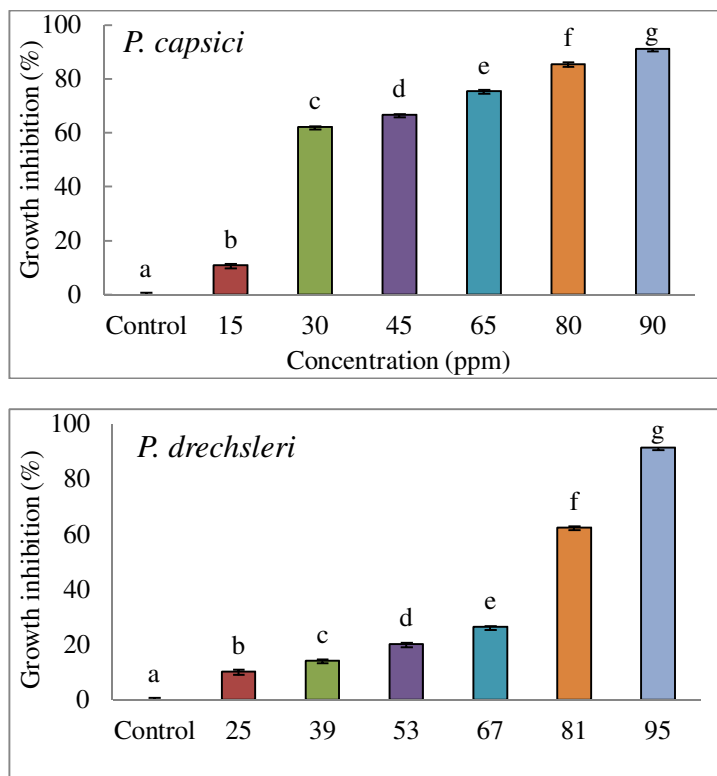 P. capsici
Growth inhibition (%)
100
80
60
40
20
0
a
b
c
d
e
f
g
Control 15 30 45 65 80 90
Concentration (ppm)
P. drechsleri
Growth inhibition (%)
100
80
60
40
20
0
a
b
c
d
e
f
g
Control 25 39 53 67 81 95